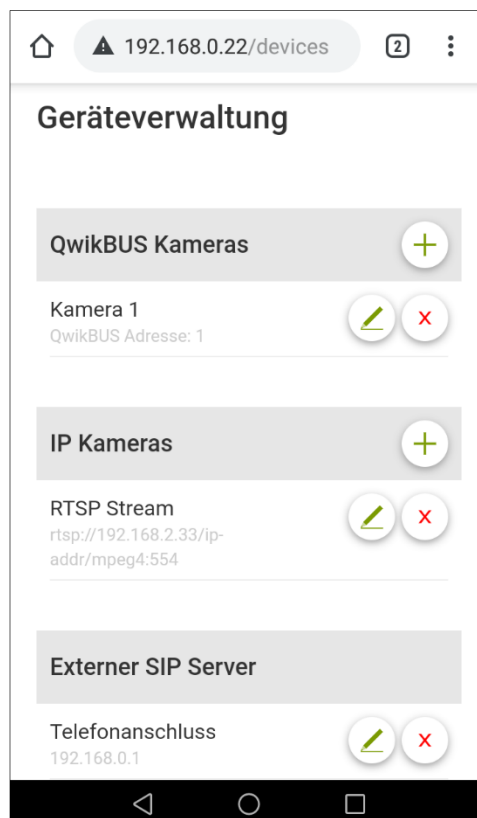 192.168.0.22/devices
2
Geräteverwaltung
QwikBUS Kameras
Kamera 1
QwikBUS Adresse: 1
IP Kameras
RTSP Stream
rtsp://192.168.2.33/ip-
addr/mpeg4:554
Externer SIP Server
Telefonanschluss
192.168.0.1